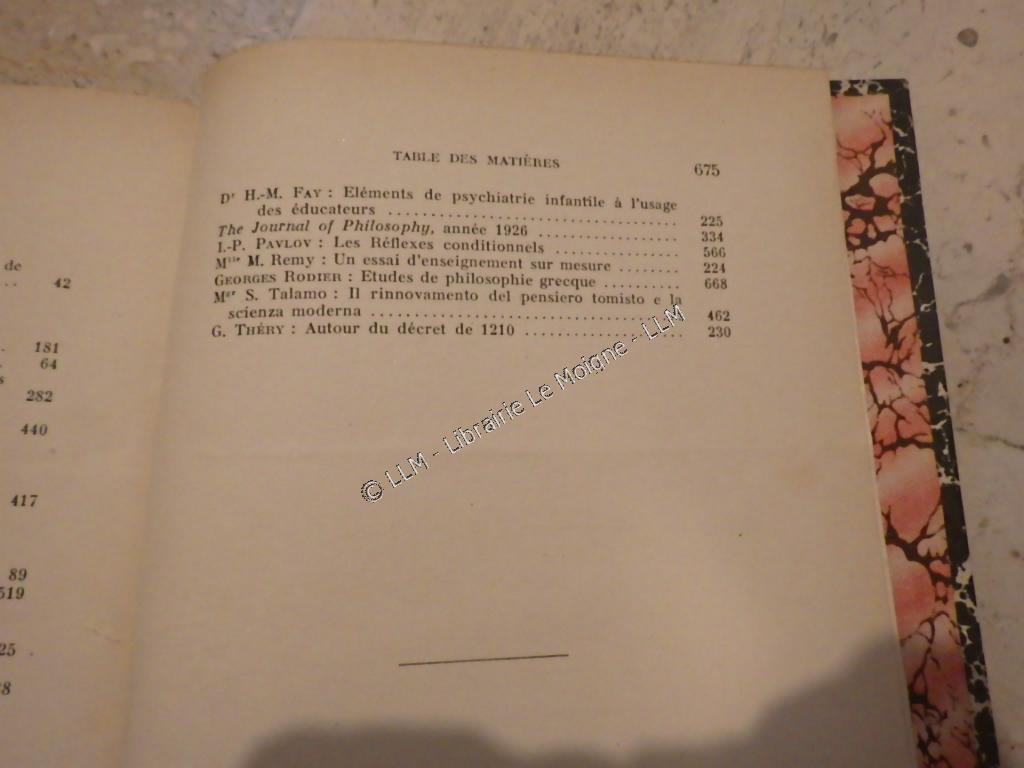 de
42
181
64
s
282
440
417
89
519
25
TABLE DES MATIÈRES 675
Dr H.-M. FAY : Eléments de psychiatrie infantile à l'usage
des éducateurs ........................................ 225
The Journal of Philosophy, année 1926 .................. 334
I.-P. PAVLOV : Les Réflexes conditionnels ................ 566
Mlle M. Remy : Un essai d'enseignement sur mesure ........ 224
GEORGES RODIER : Etudes de philosophie grecque .......... 668
Mgr S. Talamo : Il rinnovamento del pensiero tomisto e la
scienza moderna ........................................ 462
G. THÉRY : Autour du décret de 1210 ..................... 230
© LLM - Librairie Le Moigne - LLM